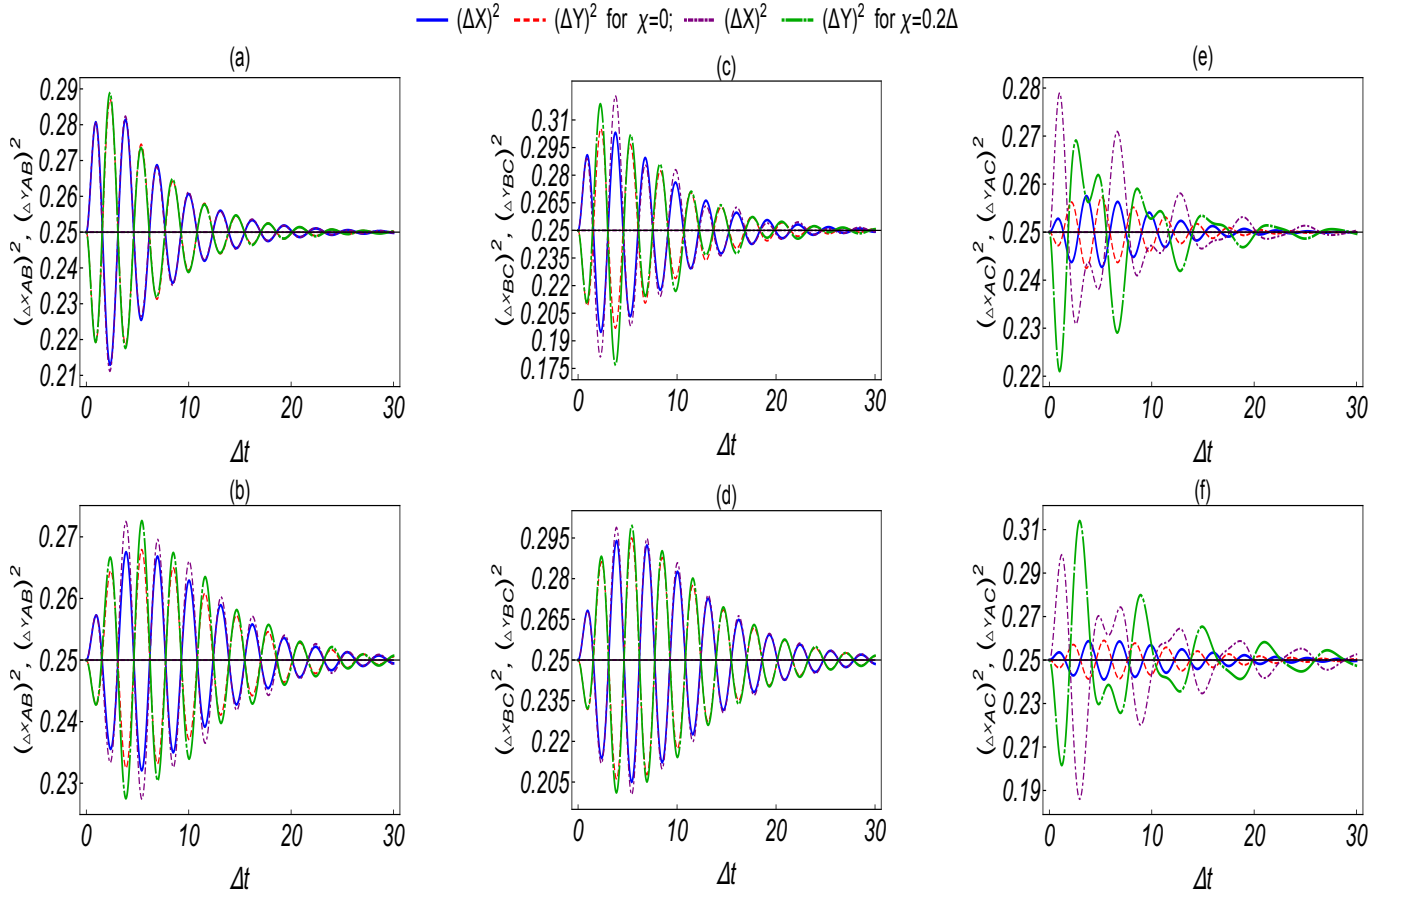 (ΔX)² (ΔY)² for χ=0; (ΔX)² (ΔY)² for χ=0.2Δ
(a)
(△XAB)², (△YAB)²
0.29
0.28
0.27
0.26
0.25
0.24
0.23
0.22
0.21
0 10 20 30
Δt
(c)
(△XBC)², (△YBC)²
0.31
0.295
0.28
0.265
0.25
0.235
0.22
0.205
0.19
0.175
0 10 20 30
Δt
(e)
(△XAC)², (△YAC)²
0.28
0.27
0.26
0.25
0.24
0.23
0.22
0 10 20 30
Δt
(b)
(△XAB)², (△YAB)²
0.27
0.26
0.25
0.24
0.23
0 10 20 30
Δt
(d)
(△XBC)², (△YBC)²
0.295
0.28
0.265
0.25
0.235
0.22
0.205
0 10 20 30
Δt
(f)
(△XAC)², (△YAC)²
0.31
0.29
0.27
0.25
0.23
0.21
0.19
0 10 20 30
Δt